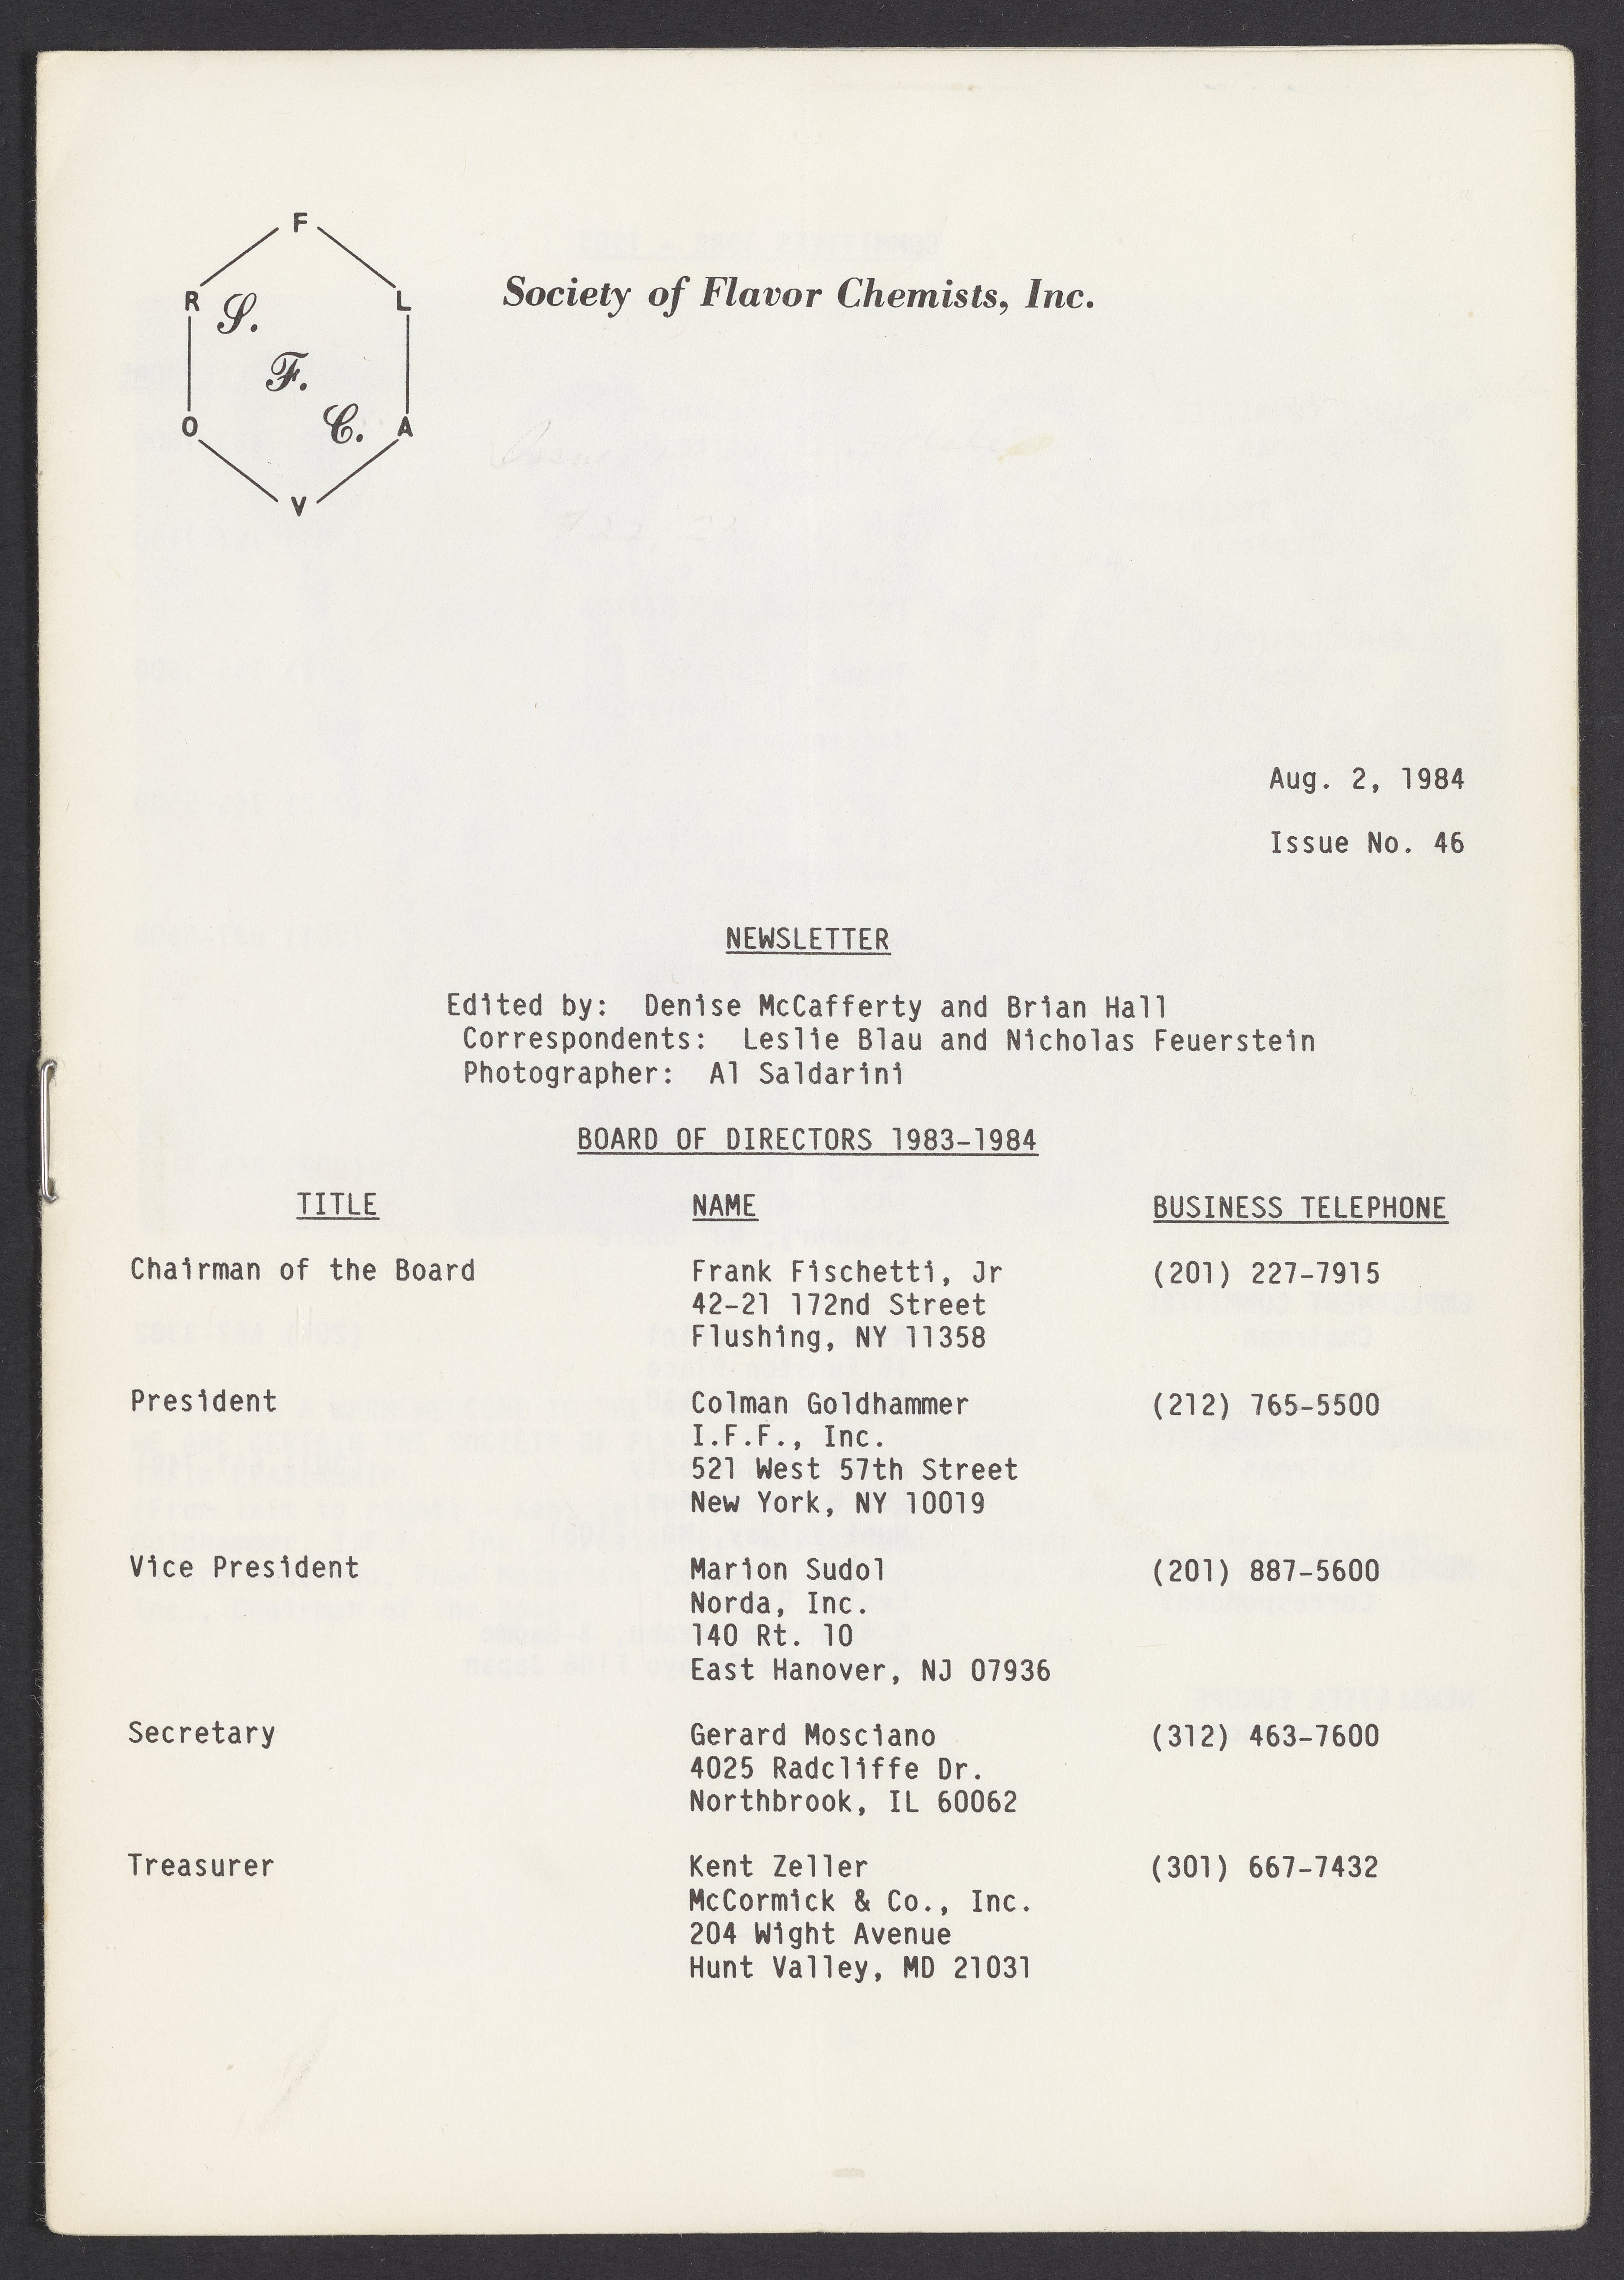 F
R L
S.
F.
C.
O A
V
Society of Flavor Chemists, Inc.
Aug. 2, 1984
Issue No. 46
NEWSLETTER
Edited by: Denise McCafferty and Brian Hall
Correspondents: Leslie Blau and Nicholas Feuerstein
Photographer: Al Saldarini
BOARD OF DIRECTORS 1983-1984
TITLE NAME BUSINESS TELEPHONE
Chairman of the Board Frank Fischetti, Jr (201) 227-7915
42-21 172nd Street
Flushing, NY 11358
President Colman Goldhammer (212) 765-5500
I.F.F., Inc.
521 West 57th Street
New York, NY 10019
Vice President Marion Sudol (201) 887-5600
Norda, Inc.
140 Rt. 10
East Hanover, NJ 07936
Secretary Gerard Mosciano (312) 463-7600
4025 Radcliffe Dr.
Northbrook, IL 60062
Treasurer Kent Zeller (301) 667-7432
McCormick & Co., Inc.
204 Wight Avenue
Hunt Valley, MD 21031